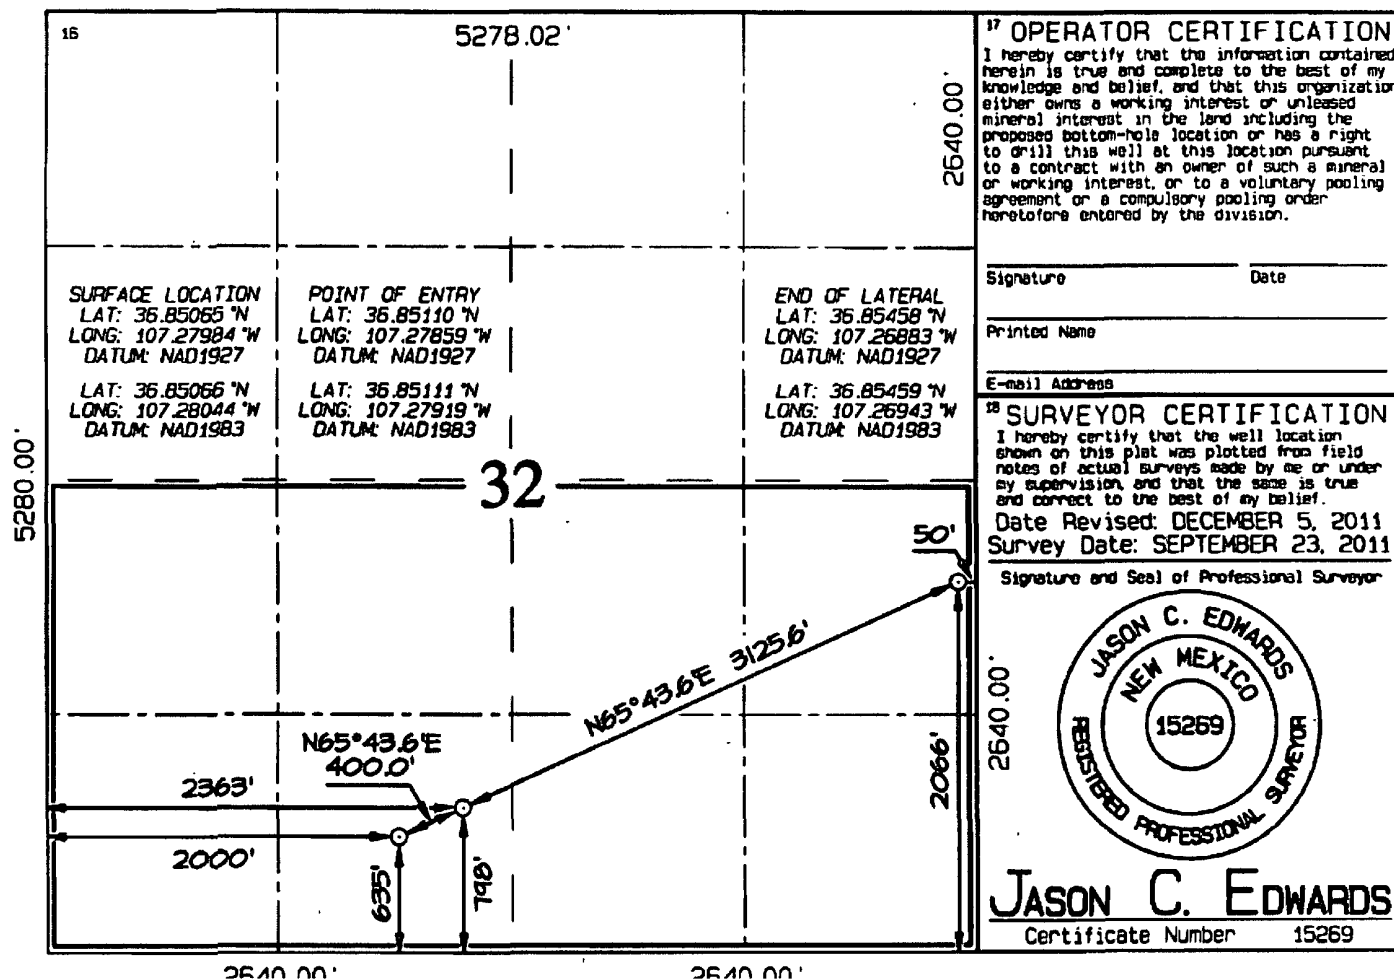 16
5278.02'
2640.00'
SURFACE LOCATION
LAT: 36.85065 °N
LONG: 107.27984 °W
DATUM: NAD1927
LAT: 36.85066 °N
LONG: 107.28044 °W
DATUM: NAD1983
POINT OF ENTRY
LAT: 36.85110 °N
LONG: 107.27859 °W
DATUM: NAD1927
LAT: 36.85111 °N
LONG: 107.27919 °W
DATUM: NAD1983
END OF LATERAL
LAT: 36.85458 °N
LONG: 107.26883 °W
DATUM: NAD1927
LAT: 36.85459 °N
LONG: 107.26943 °W
DATUM: NAD1983
5280.00'
32
50'
N65°43.6'E 3125.6'
N65°43.6'E
400.0'
2363'
2000'
635'
798'
2066'
2640.00'
2640.00'
2640.00'
17 OPERATOR CERTIFICATION
I hereby certify that the information contained
herein is true and complete to the best of my
knowledge and belief, and that this organization
either owns a working interest or unleased
mineral interest in the land including the
proposed bottom-hole location or has a right
to drill this well at this location pursuant
to a contract with an owner of such a mineral
or working interest, or to a voluntary pooling
agreement or a compulsory pooling order
heretofore entered by the division.
Signature Date
Printed Name
E-mail Address
18 SURVEYOR CERTIFICATION
I hereby certify that the well location
shown on this plat was plotted from field
notes of actual surveys made by me or under
my supervision, and that the same is true
and correct to the best of my belief.
Date Revised: DECEMBER 5, 2011
Survey Date: SEPTEMBER 23, 2011
Signature and Seal of Professional Surveyor
JASON C. EDWARDS
NEW MEXICO
15269
REGISTERED PROFESSIONAL SURVEYOR
JASON C. EDWARDS
Certificate Number 15269